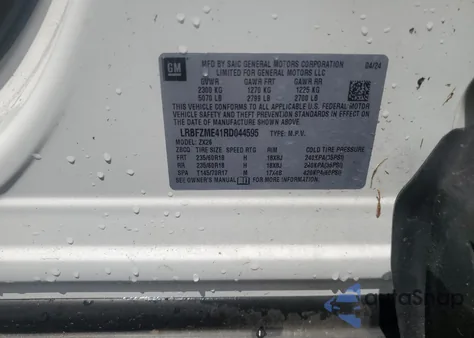 GM
MFD BY SAIC GENERAL MOTORS CORPORATION 04/24
LIMITED FOR GENERAL MOTORS LLC
GVWR GAWR FRT GAWR RR
2300 KG 1270 KG 1225 KG
5070 LB 2799 LB 2700 LB
THIS VEHICLE CONFORMS TO ALL APPLICABLE U.S. FEDERAL MOTOR
VEHICLE SAFETY AND THEFT PREVENTION STANDARDS IN EFFECT ON
THE DATE OF MANUFACTURE SHOWN ABOVE.
LRBFZME41RD044595 TYPE: M.P.V.
MODEL: ZX26
TIRE SIZE SPEED RTG RIM COLD TIRE PRESSURE
FRT 235/60R18 H 18X8J
RR 235/60R18 H 18X8J
SPA T145/70R17 M
SEE OWNER'S MANUAL
autoSnap